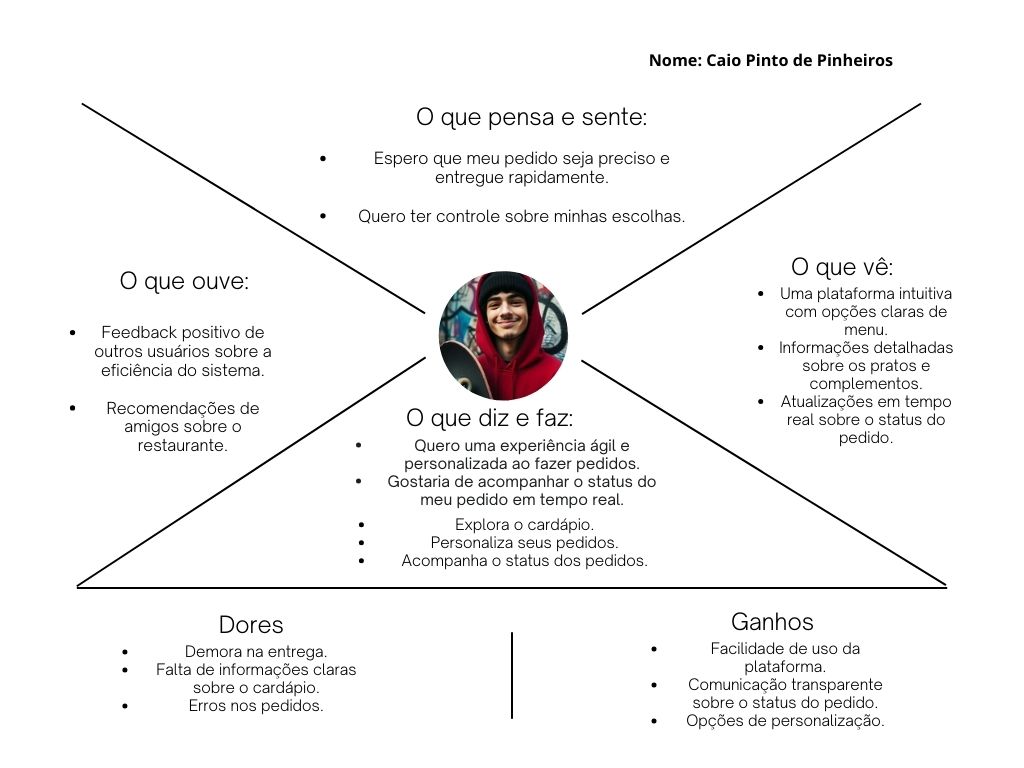 Nome: Caio Pinto de Pinheiros
O que pensa e sente:
• Espero que meu pedido seja preciso e
entregue rapidamente.
• Quero ter controle sobre minhas escolhas.
O que ouve:
• Feedback positivo de
outros usuários sobre a
eficiência do sistema.
• Recomendações de
amigos sobre o
restaurante.
O que vê:
• Uma plataforma intuitiva
com opções claras de
menu.
• Informações detalhadas
sobre os pratos e
complementos.
• Atualizações em tempo
real sobre o status do
pedido.
O que diz e faz:
• Quero uma experiência ágil e
personalizada ao fazer pedidos.
• Gostaria de acompanhar o status do
meu pedido em tempo real.
• Explora o cardápio.
• Personaliza seus pedidos.
• Acompanha o status dos pedidos.
Dores
• Demora na entrega.
• Falta de informações claras
sobre o cardápio.
• Erros nos pedidos.
Ganhos
• Facilidade de uso da
plataforma.
• Comunicação transparente
sobre o status do pedido.
• Opções de personalização.